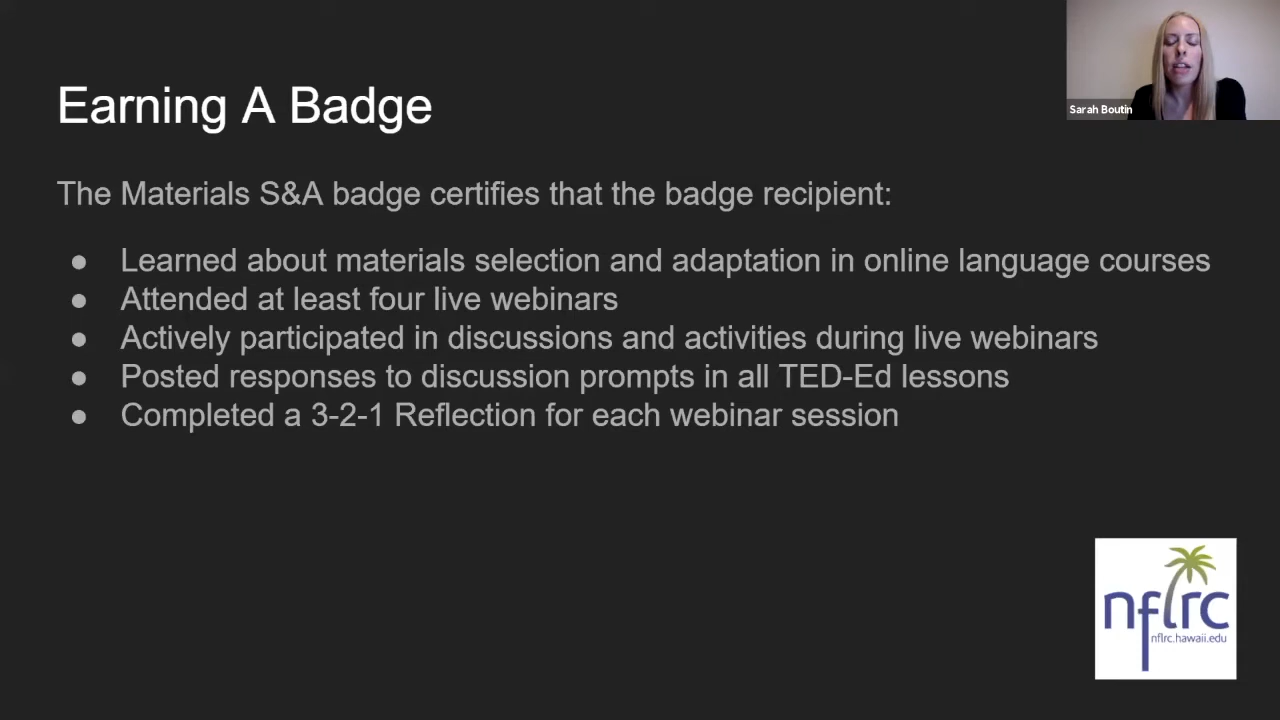 Sarah Boutin
Earning A Badge
The Materials S&A badge certifies that the badge recipient:
● Learned about materials selection and adaptation in online language courses
● Attended at least four live webinars
● Actively participated in discussions and activities during live webinars
● Posted responses to discussion prompts in all TED-Ed lessons
● Completed a 3-2-1 Reflection for each webinar session
nflrc
nflrc.hawaii.edu